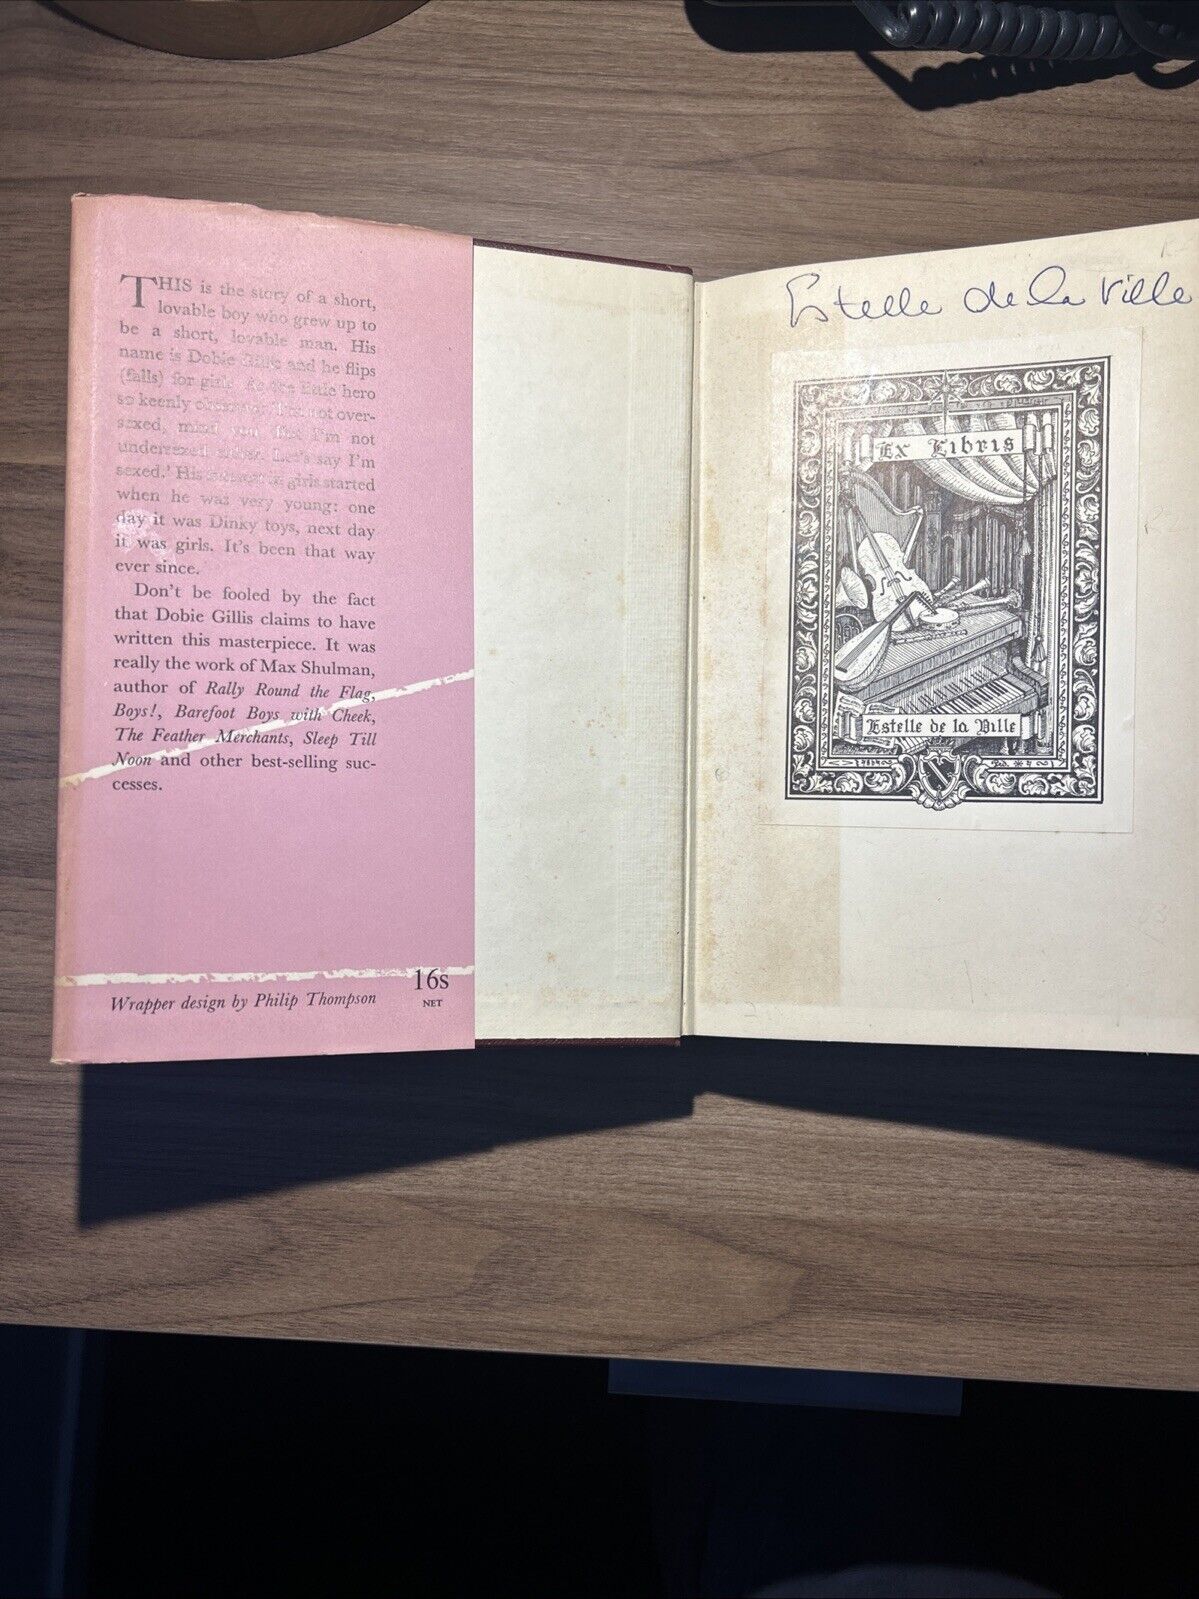 THIS is the story of a short,
lovable boy who grew up to
be a short, lovable man. His
name is Dobie Gillis and he flips
(falls) for girls. As the little hero
so keenly observes: 'I'm not over-
sexed, mind you. But I'm not
undersexed, either. Let's say I'm
sexed.' His interest in girls started
when he was very young: one
day it was Dinky toys, next day
it was girls. It's been that way
ever since.
Don't be fooled by the fact
that Dobie Gillis claims to have
written this masterpiece. It was
really the work of Max Shulman,
author of Rally Round the Flag,
Boys!, Barefoot Boys with Cheek,
The Feather Merchants, Sleep Till
Noon and other best-selling suc-
cesses.
Wrapper design by Philip Thompson
16s
NET
Estelle de la Ville
Ex Libris
Estelle de la Ville